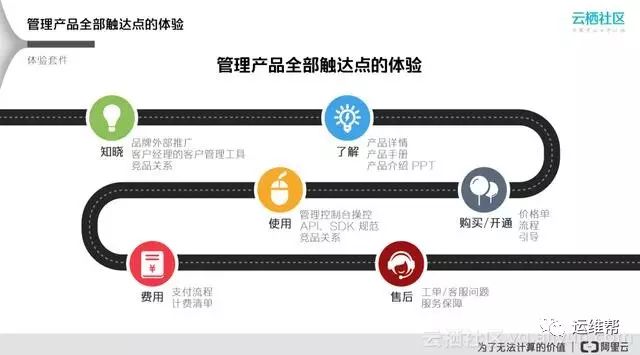 管理产品全部触达点的体验
云栖社区
体验套件
管理产品全部触达点的体验
知晓
品牌外部推广
客户经理的客户管理工具
竞品关系
了解
产品详情
产品手册
产品介绍 PPT
使用
管理控制台操控
API、SDK 规范
竞品关系
购买/开通
价格单
流程
引导
¥
费用
支付流程
计费清单
售后
工单/客服问题
服务保障
运维帮
云栖社区
为了无法计算的价值
阿里云